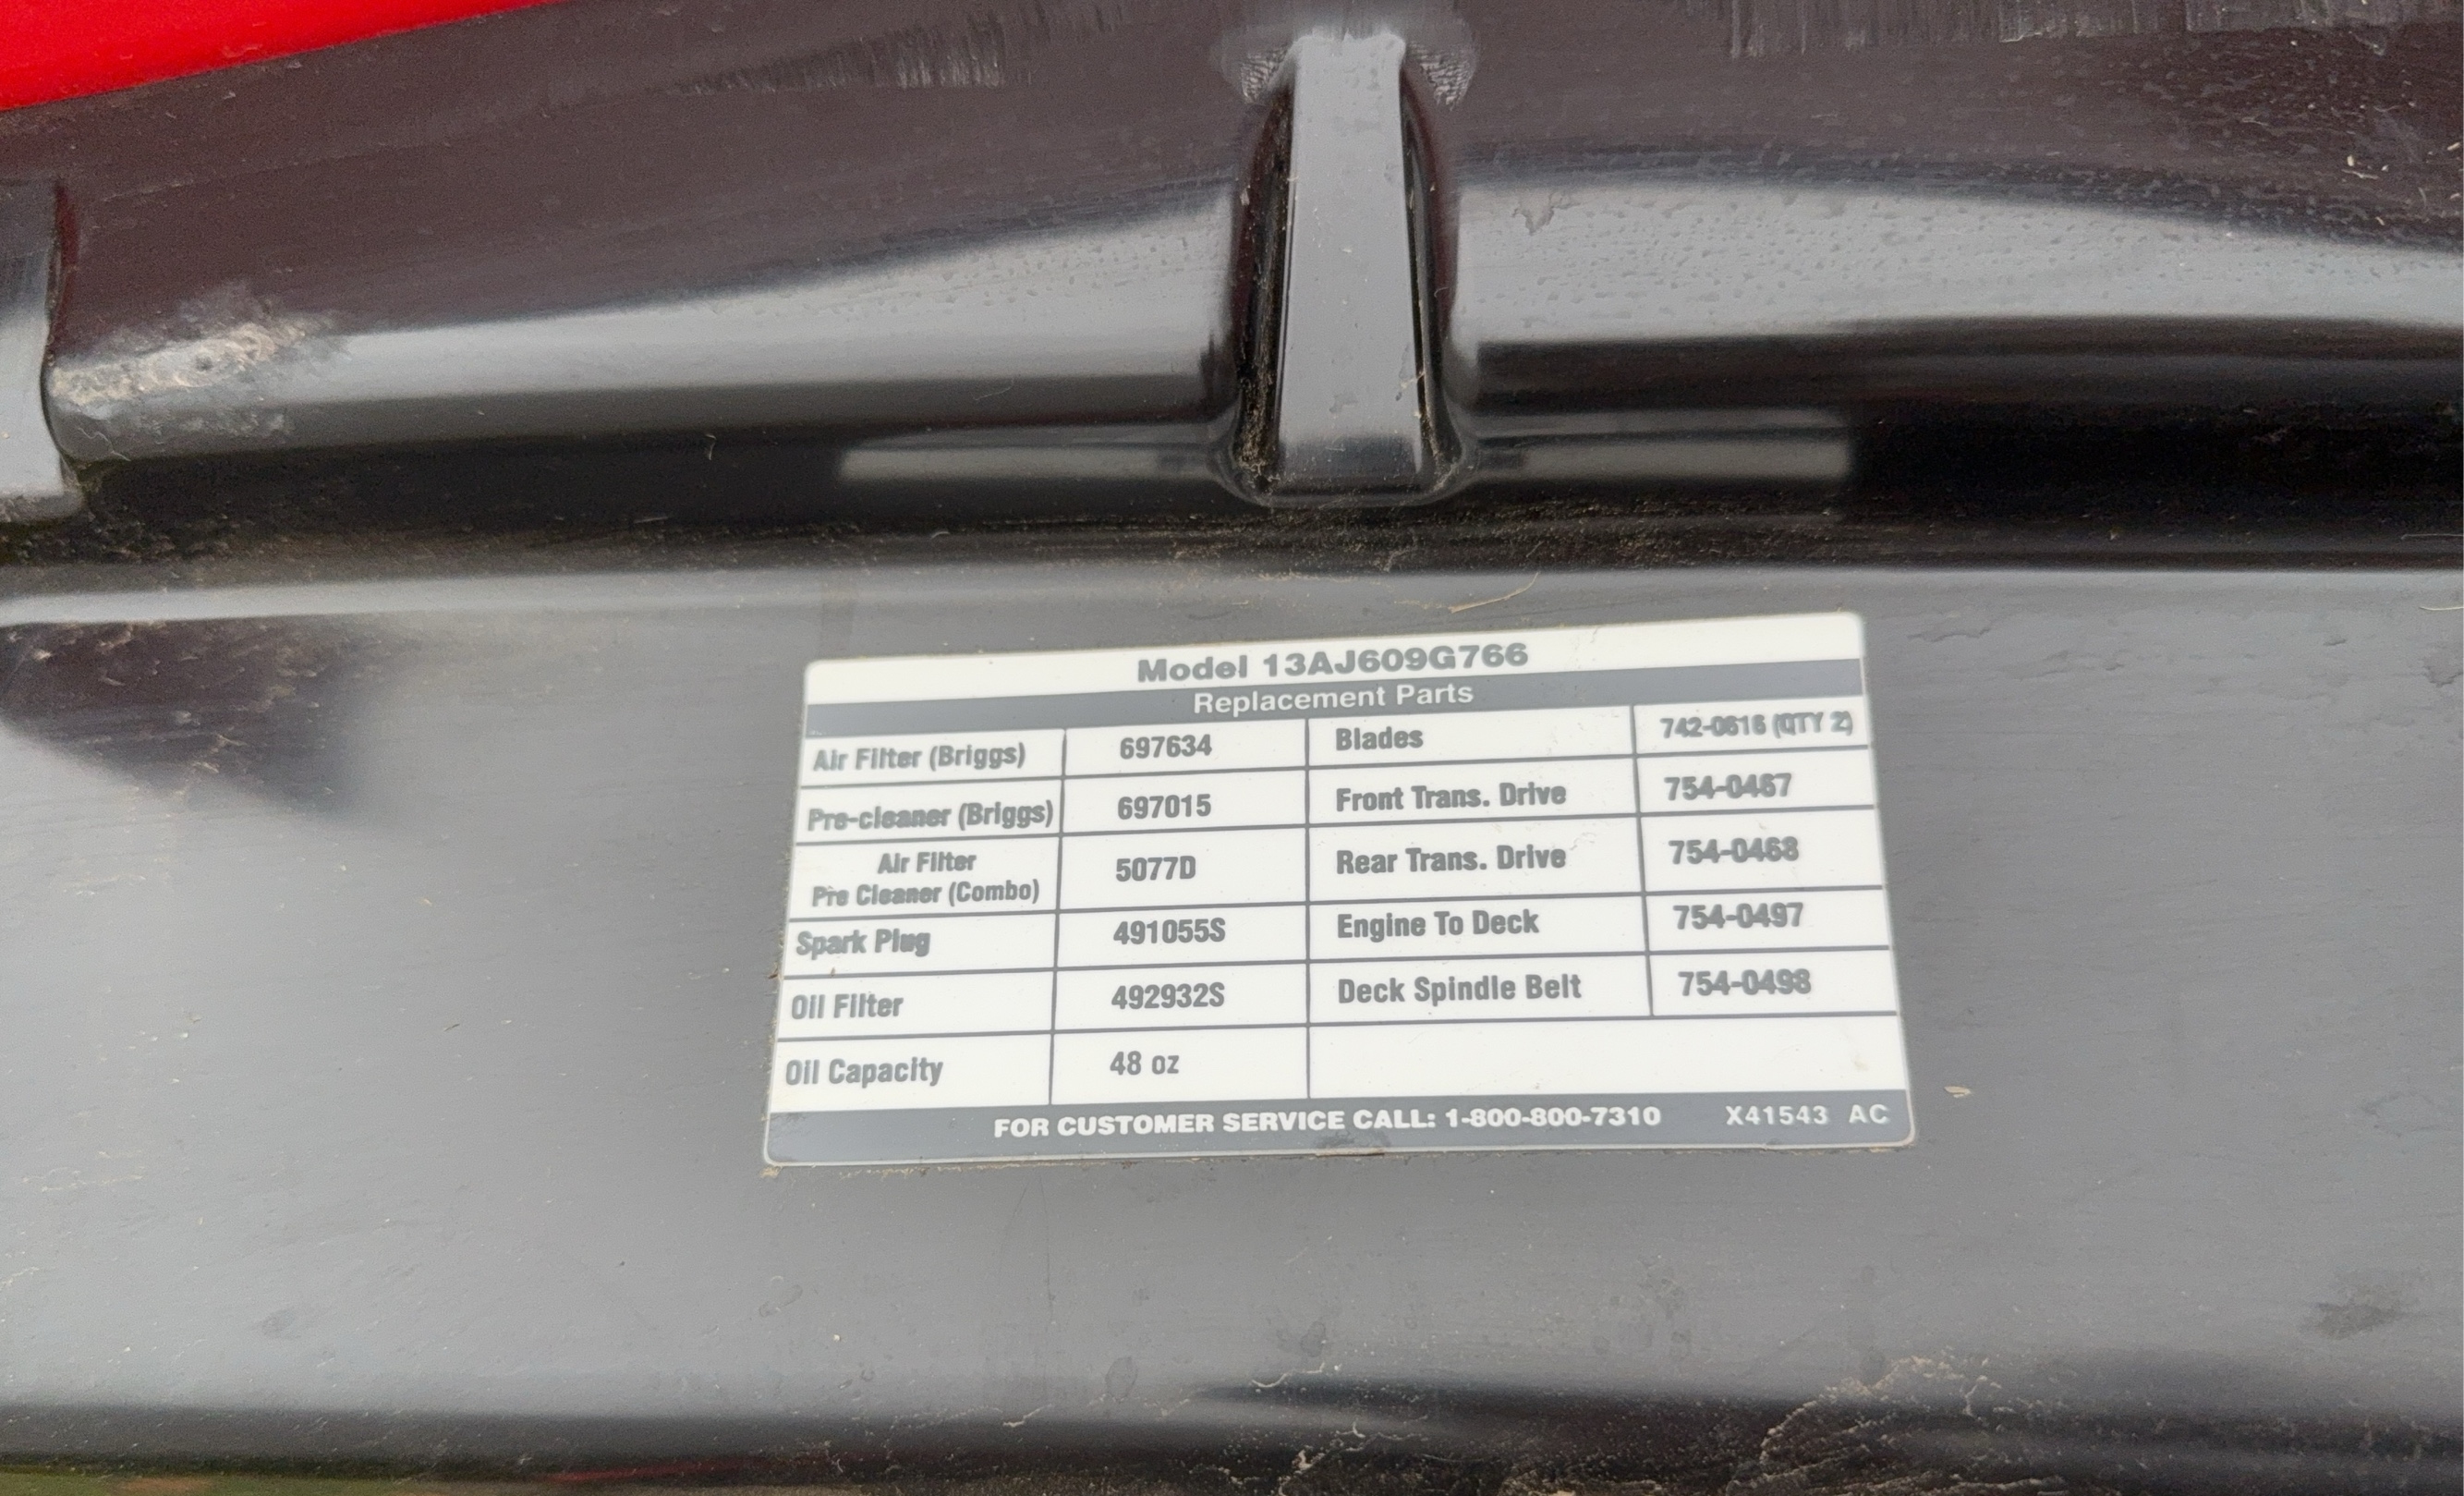 Model 13AJ609G766
Replacement Parts
Air Filter (Briggs) 697634 Blades 742-0616 (QTY 2)
Pre-cleaner (Briggs) 697015 Front Trans. Drive 754-0467
Air Filter
Pre Cleaner (Combo) 5077D Rear Trans. Drive 754-0468
Spark Plug 491055S Engine To Deck 754-0497
Oil Filter 492932S Deck Spindle Belt 754-0498
Oil Capacity 48 oz
FOR CUSTOMER SERVICE CALL: 1-800-800-7310 X41543 AC